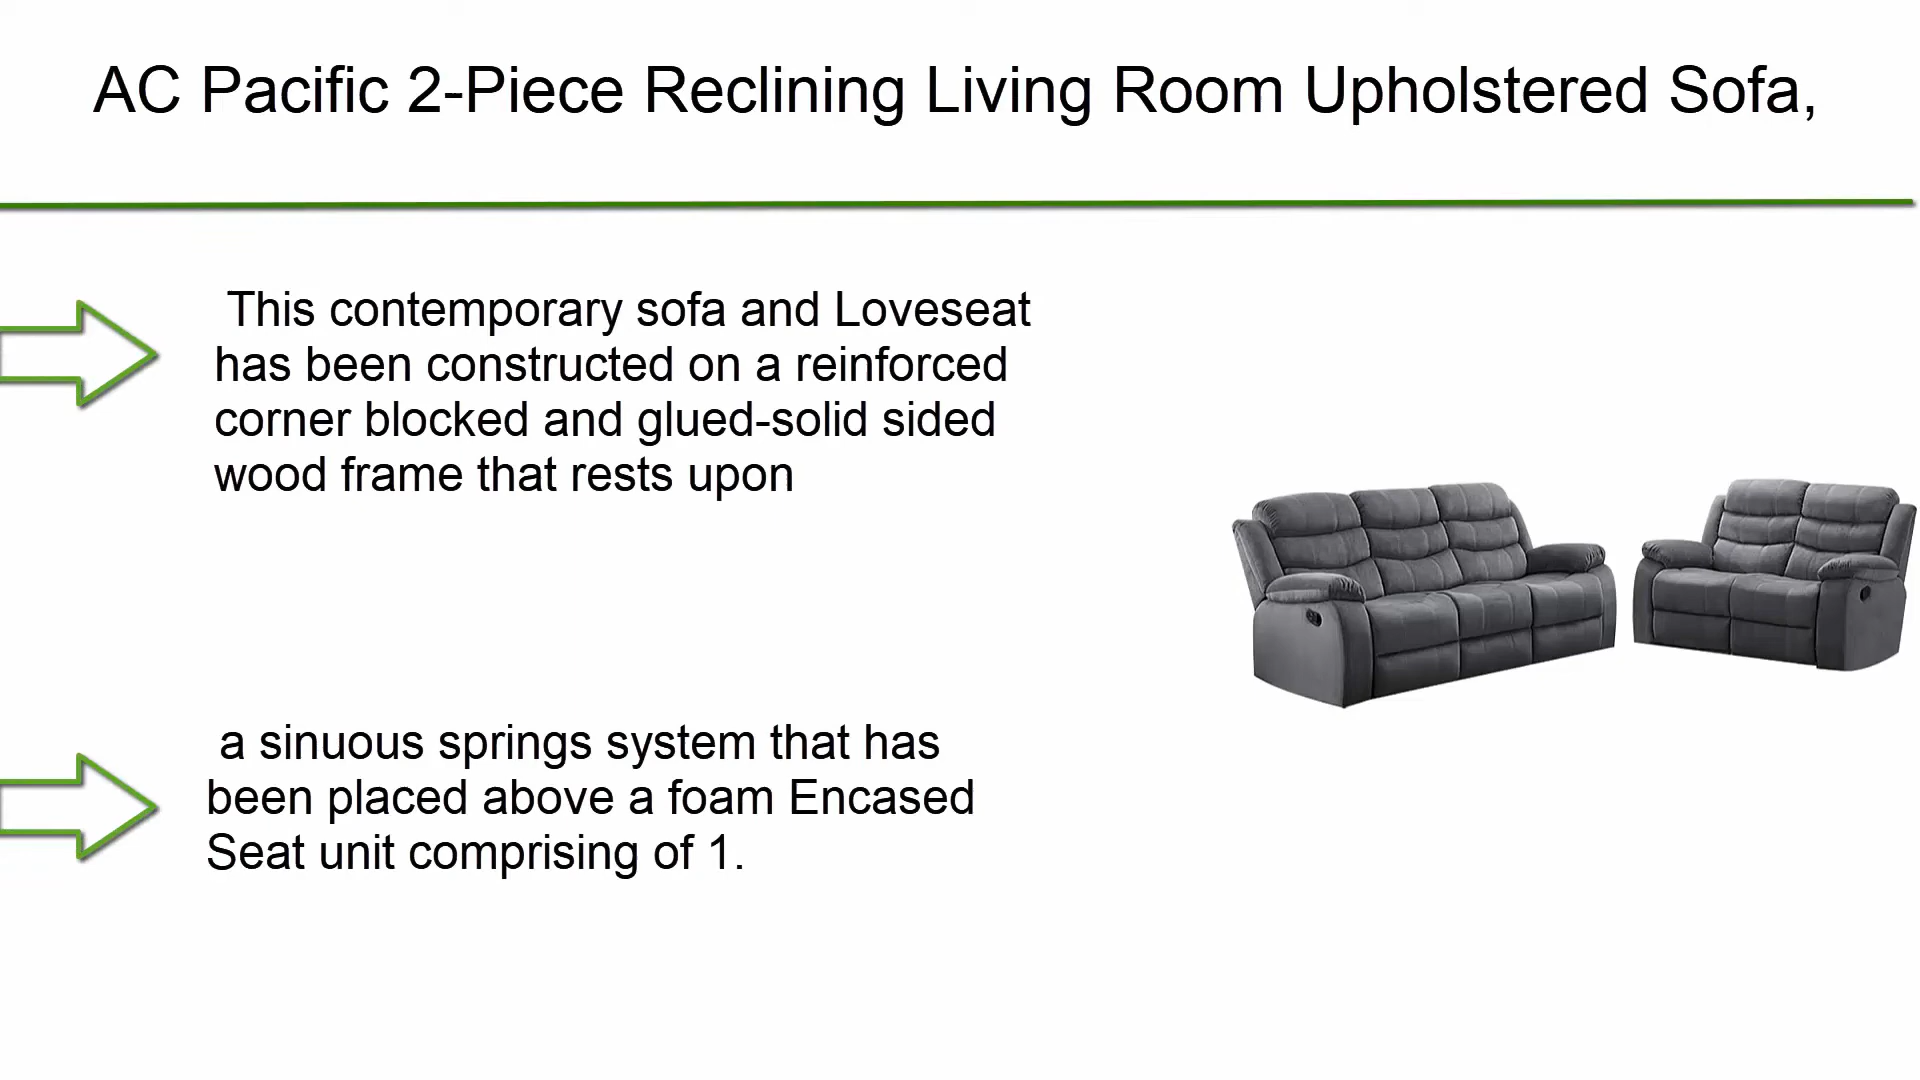 AC Pacific 2-Piece Reclining Living Room Upholstered Sofa,
This contemporary sofa and Loveseat
has been constructed on a reinforced
corner blocked and glued-solid sided
wood frame that rests upon
a sinuous springs system that has
been placed above a foam Encased
Seat unit comprising of 1.